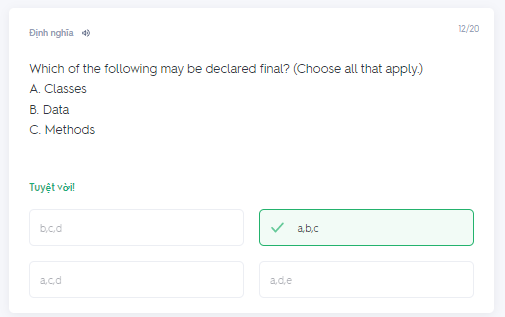 Định nghĩa
12/20
Which of the following may be declared final? (Choose all that apply.)
A. Classes
B. Data
C. Methods
Tuyệt vời!
b,c,d
a,b,c
a,c,d
a,d,e